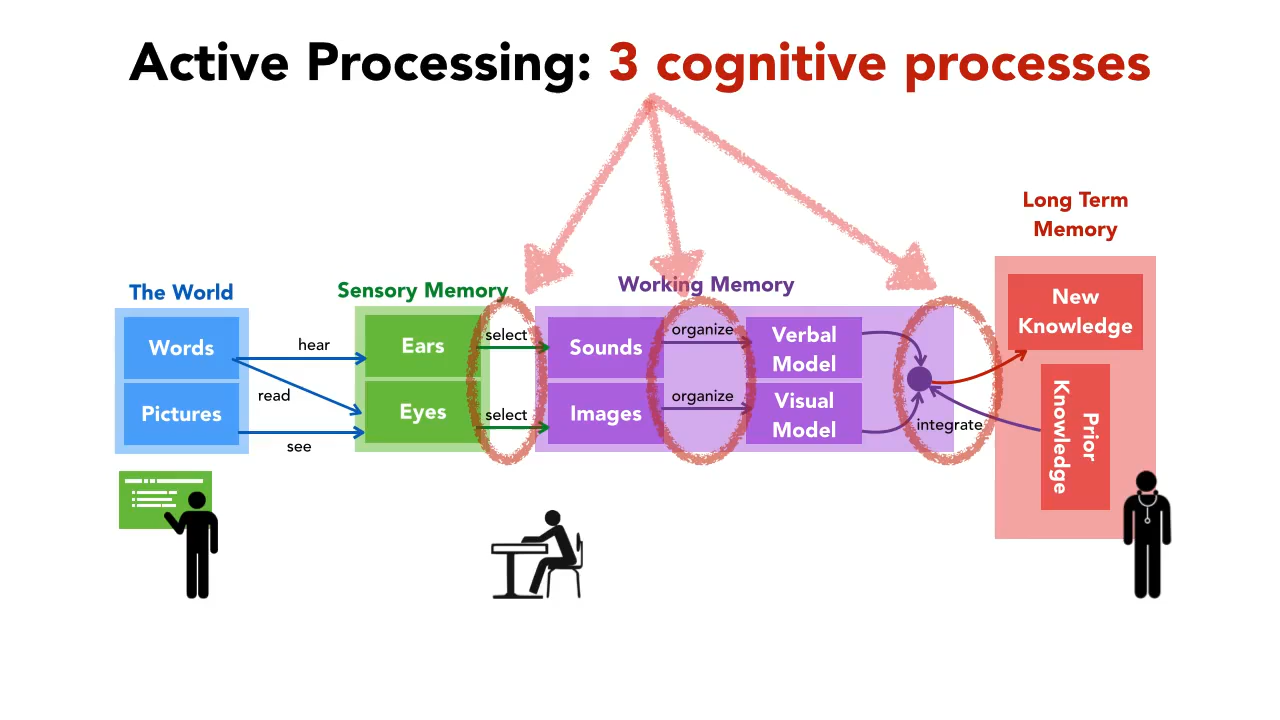 Active Processing: 3 cognitive processes
Long Term
Memory
The World
Sensory Memory
Working Memory
Words
Pictures
hear
read
see
Ears
Eyes
select
select
Sounds
Images
organize
organize
Verbal
Model
Visual
Model
integrate
New
Knowledge
Prior
Knowledge